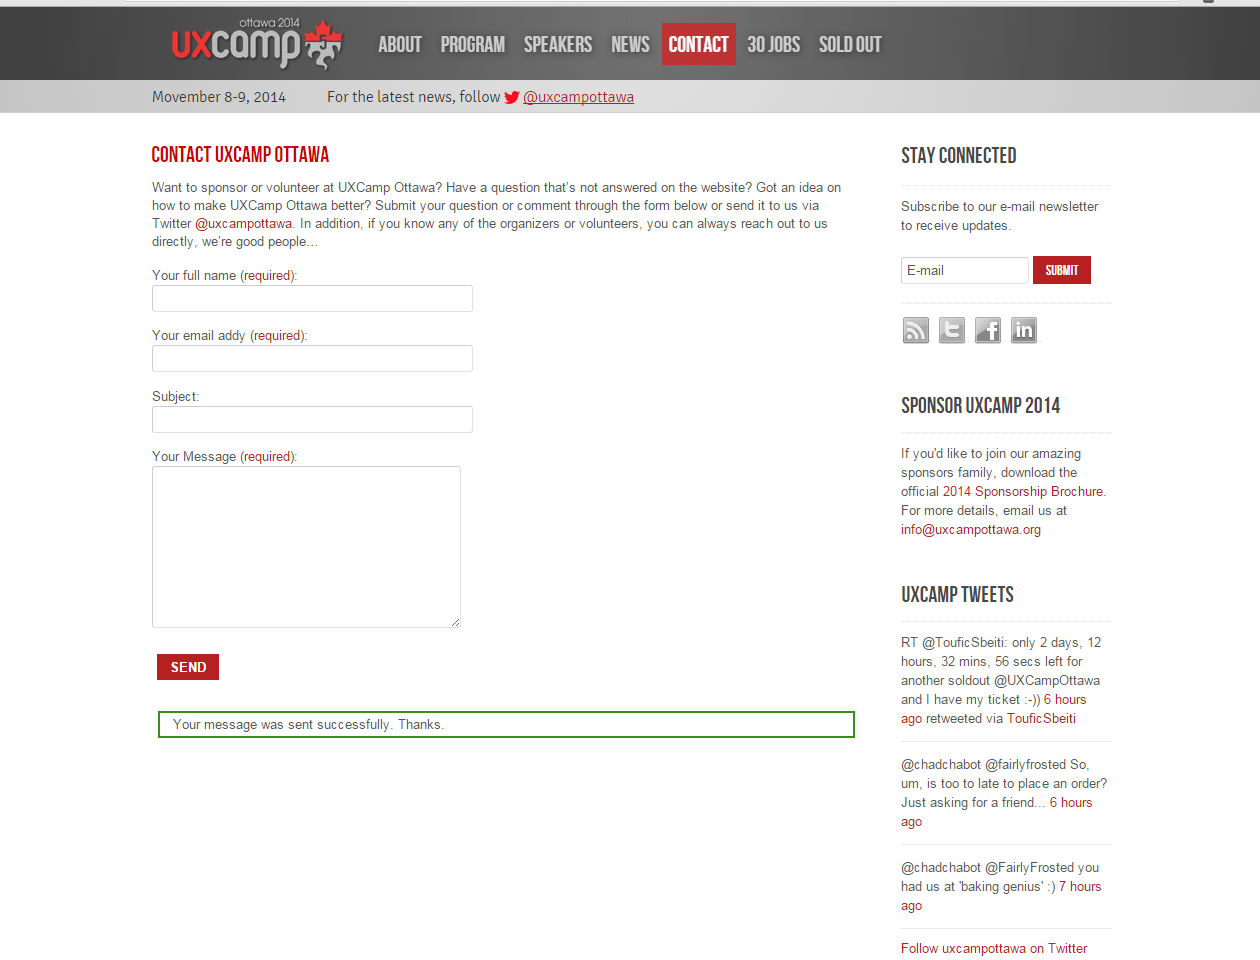 ottawa 2014
uxcamp
ABOUT PROGRAM SPEAKERS NEWS CONTACT 30 JOBS SOLD OUT
Movember 8-9, 2014 For the latest news, follow @uxcampottawa
CONTACT UXCAMP OTTAWA
Want to sponsor or volunteer at UXCamp Ottawa? Have a question that's not answered on the website? Got an idea on
how to make UXCamp Ottawa better? Submit your question or comment through the form below or send it to us via
Twitter @uxcampottawa. In addition, if you know any of the organizers or volunteers, you can always reach out to us
directly, we're good people...
Your full name (required):
Your email addy (required):
Subject:
Your Message (required):
SEND
Your message was sent successfully. Thanks.
STAY CONNECTED
Subscribe to our e-mail newsletter
to receive updates.
E-mail SUBMIT
t f in
SPONSOR UXCAMP 2014
If you'd like to join our amazing
sponsors family, download the
official 2014 Sponsorship Brochure.
For more details, email us at
info@uxcampottawa.org
UXCAMP TWEETS
RT @TouficSbeiti: only 2 days, 12
hours, 32 mins, 56 secs left for
another soldout @UXCampOttawa
and I have my ticket :-)) 6 hours
ago retweeted via TouficSbeiti
@chadchabot @fairlyfrosted So,
um, is too to late to place an order?
Just asking for a friend... 6 hours
ago
@chadchabot @FairlyFrosted you
had us at 'baking genius' :) 7 hours
ago
Follow uxcampottawa on Twitter